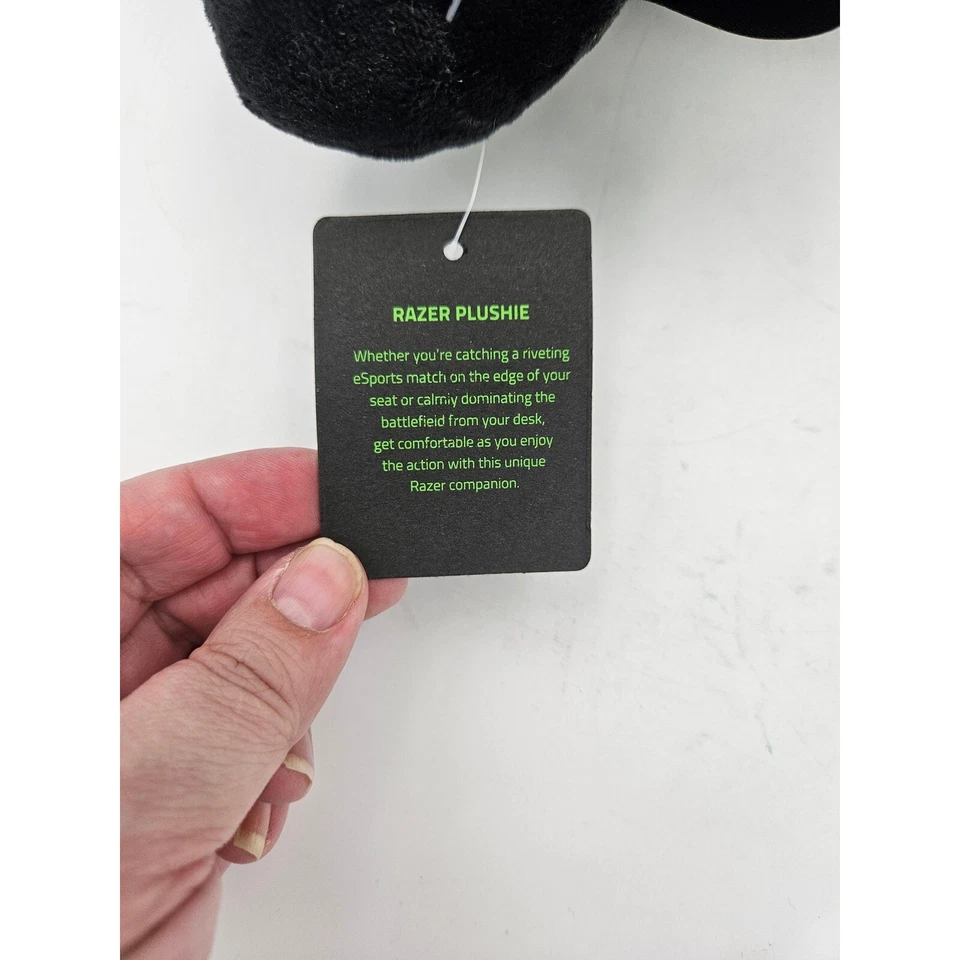 RAZER PLUSHIE
Whether you're catching a riveting
eSports match on the edge of your
seat or calmly dominating the
battlefield from your desk,
get comfortable as you enjoy
the action with this unique
Razer companion.